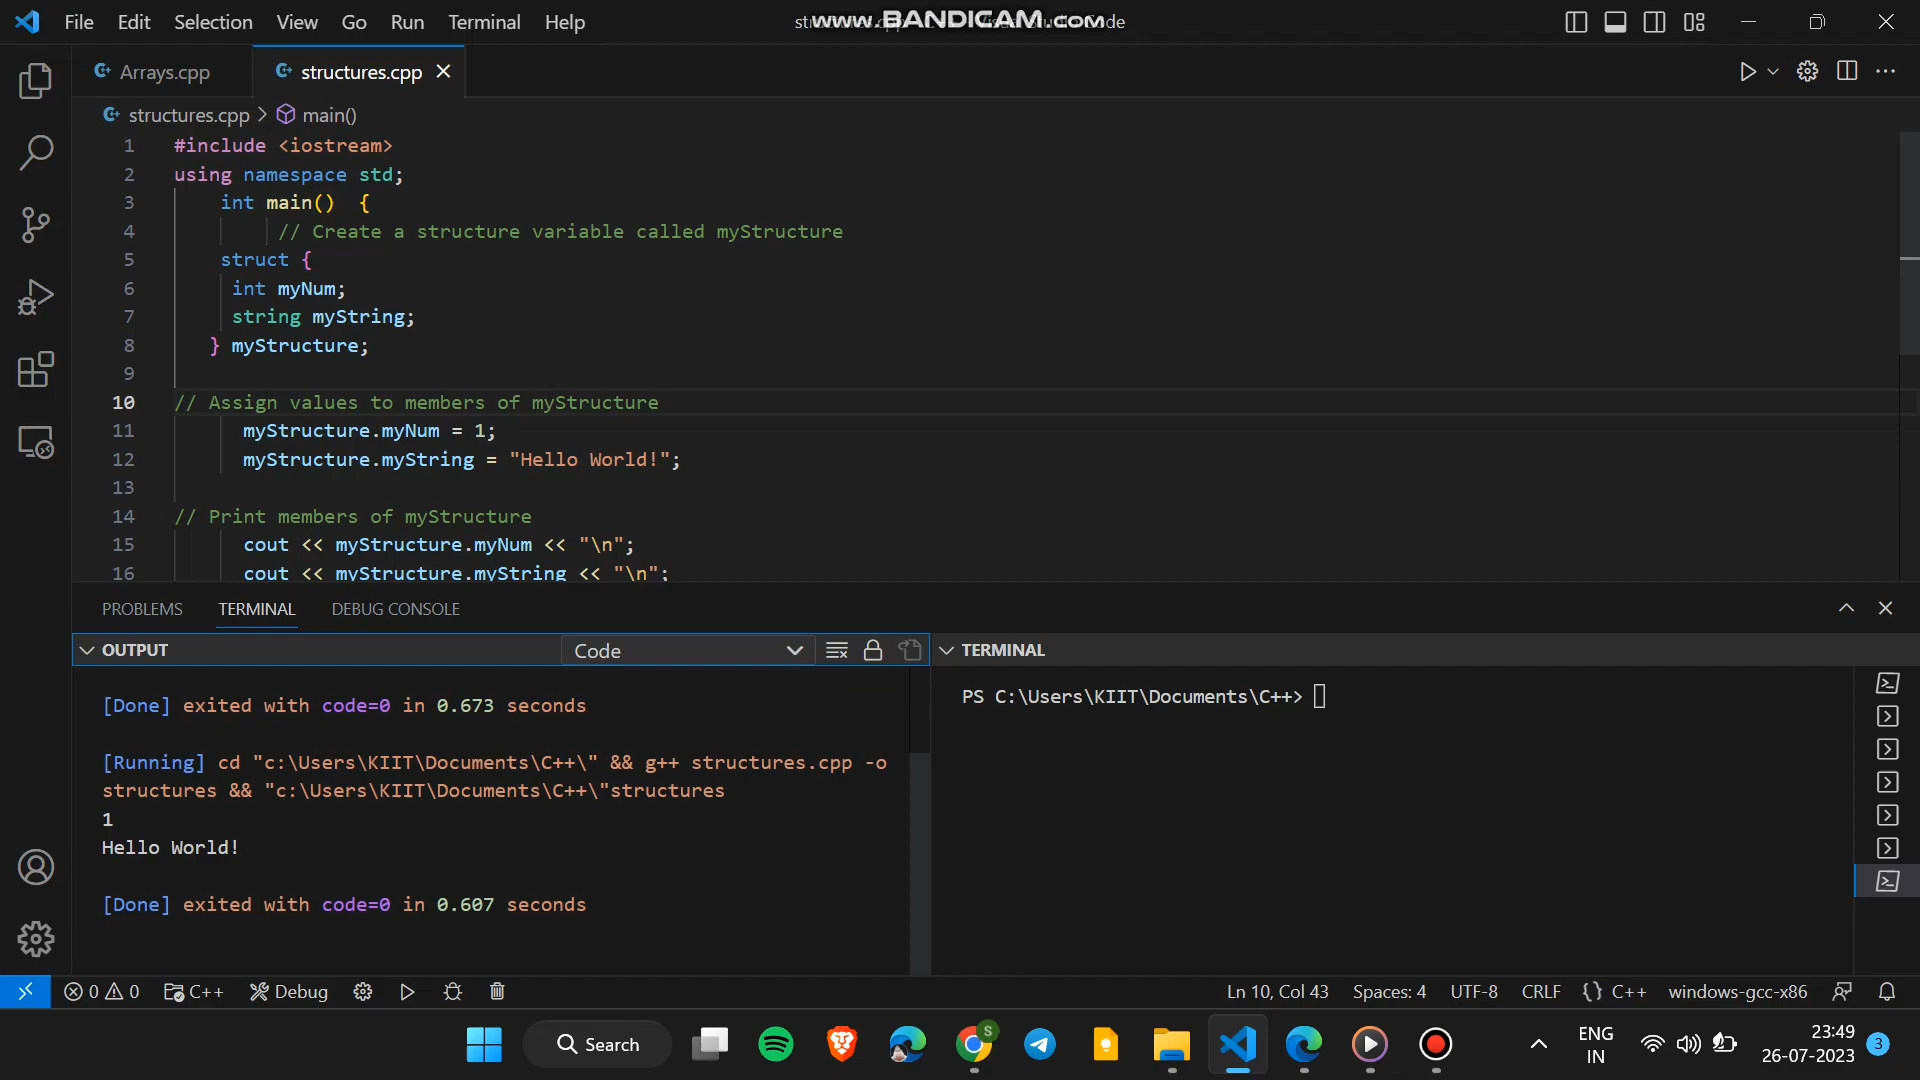 File Edit Selection View Go Run Terminal Help
www.BANDICAM.com
Arrays.cpp structures.cpp
structures.cpp > main()
1 #include <iostream>
2 using namespace std;
3 int main() {
4 // Create a structure variable called myStructure
5 struct {
6 int myNum;
7 string myString;
8 } myStructure;
9
10 // Assign values to members of myStructure
11 myStructure.myNum = 1;
12 myStructure.myString = "Hello World!";
13
14 // Print members of myStructure
15 cout << myStructure.myNum << "\n";
16 cout << myStructure.myString << "\n";
PROBLEMS TERMINAL DEBUG CONSOLE
OUTPUT Code TERMINAL
[Done] exited with code=0 in 0.673 seconds
[Running] cd "c:\Users\KIIT\Documents\C++\" && g++ structures.cpp -o
structures && "c:\Users\KIIT\Documents\C++\"structures
1
Hello World!
[Done] exited with code=0 in 0.607 seconds
PS C:\Users\KIIT\Documents\C++>
0 0 C++ Debug Ln 10, Col 43 Spaces: 4 UTF-8 CRLF {} C++ windows-gcc-x86
Search S ENG IN 23:49 26-07-2023 3